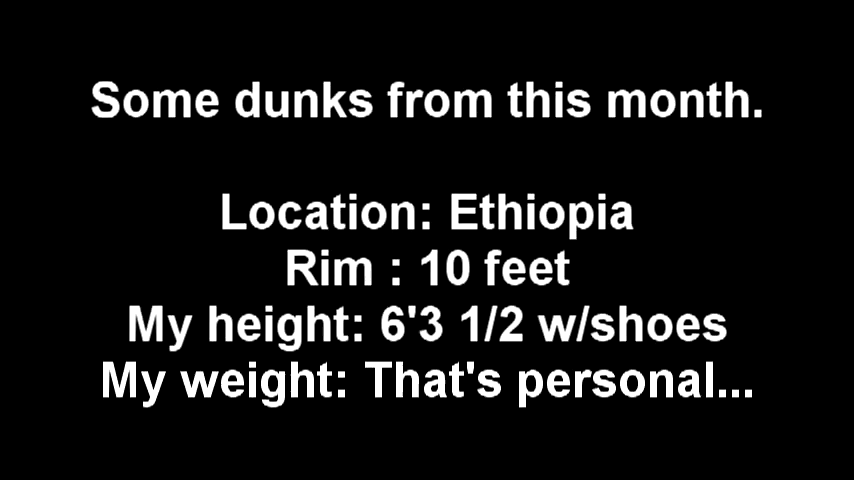 Some dunks from this month.
Location: Ethiopia
Rim : 10 feet
My height: 6'3 1/2 w/shoes
My weight: That's personal...